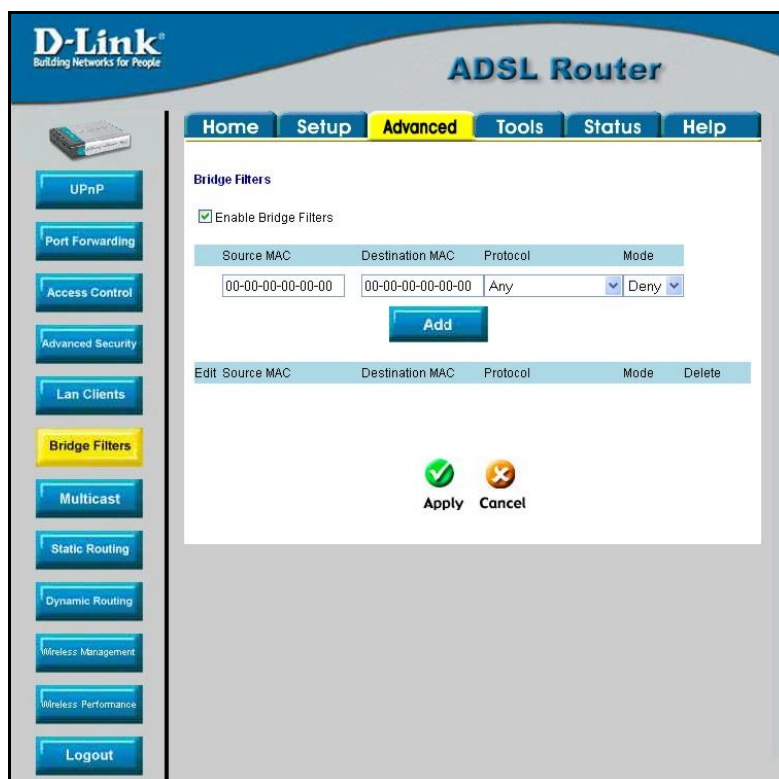 D-Link
Building Networks for People
ADSL Router
Home Setup Advanced Tools Status Help
UPnP
Port Forwarding
Access Control
Advanced Security
Lan Clients
Bridge Filters
Multicast
Static Routing
Dynamic Routing
Wireless Management
Wireless Performance
Logout
Bridge Filters
Enable Bridge Filters
Source MAC Destination MAC Protocol Mode
00-00-00-00-00-00 00-00-00-00-00-00 Any Deny
Add
Edit Source MAC Destination MAC Protocol Mode Delete
Apply Cancel